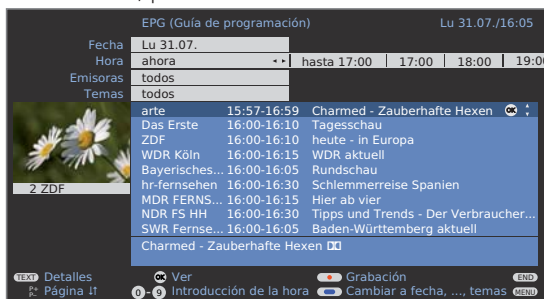 EPG (Guía de programación) Lu 31.07./16:05
Fecha Lu 31.07.
Hora ahora hasta 17:00 17:00 18:00 19:00
Emisoras todos
Temas todos
arte 15:57-16:59 Charmed - Zauberhafte Hexen OK
Das Erste 16:00-16:10 Tagesschau
ZDF 16:00-16:10 heute - in Europa
WDR Köln 16:00-16:15 WDR aktuell
Bayerisches... 16:00-16:05 Rundschau
hr-fernsehen 16:00-16:30 Schlemmerreise Spanien
MDR FERNS... 16:00-16:15 Hier ab vier
NDR FS HH 16:00-16:30 Tipps und Trends - Der Verbraucher...
SWR Fernse... 16:00-16:05 Baden-Württemberg aktuell
2 ZDF
Charmed - Zauberhafte Hexen
TEXT Detalles OK Ver Grabación END
P+ P- Página 0-9 Introducción de la hora Cambiar a fecha, ..., temas MENU